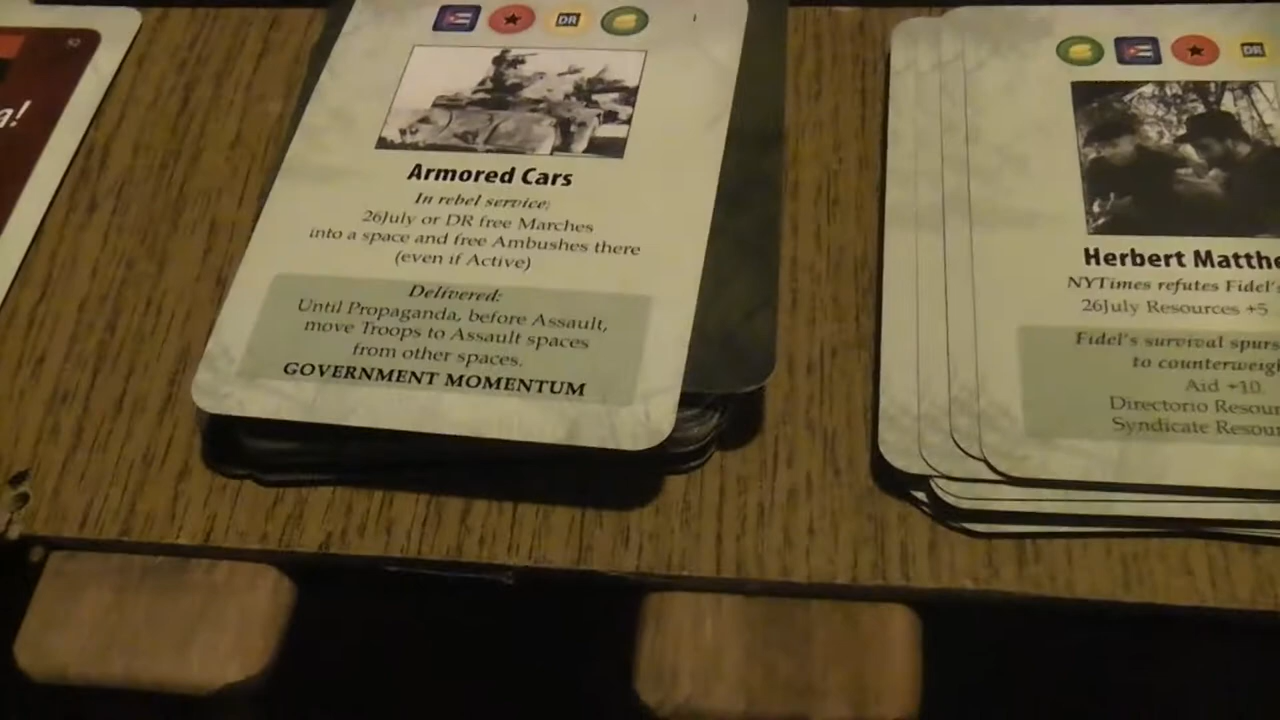 a!
DR
Armored Cars
In rebel service:
26July or DR free Marches
into a space and free Ambushes there
(even if Active)
Delivered:
Until Propaganda, before Assault,
move Troops to Assault spaces
from other spaces.
GOVERNMENT MOMENTUM
DR
Herbert Matthe
NYTimes refutes Fidel's
26July Resources +5
Fidel's survival spurs
to counterweigh
Aid +10.
Directorio Resour
Syndicate Resour